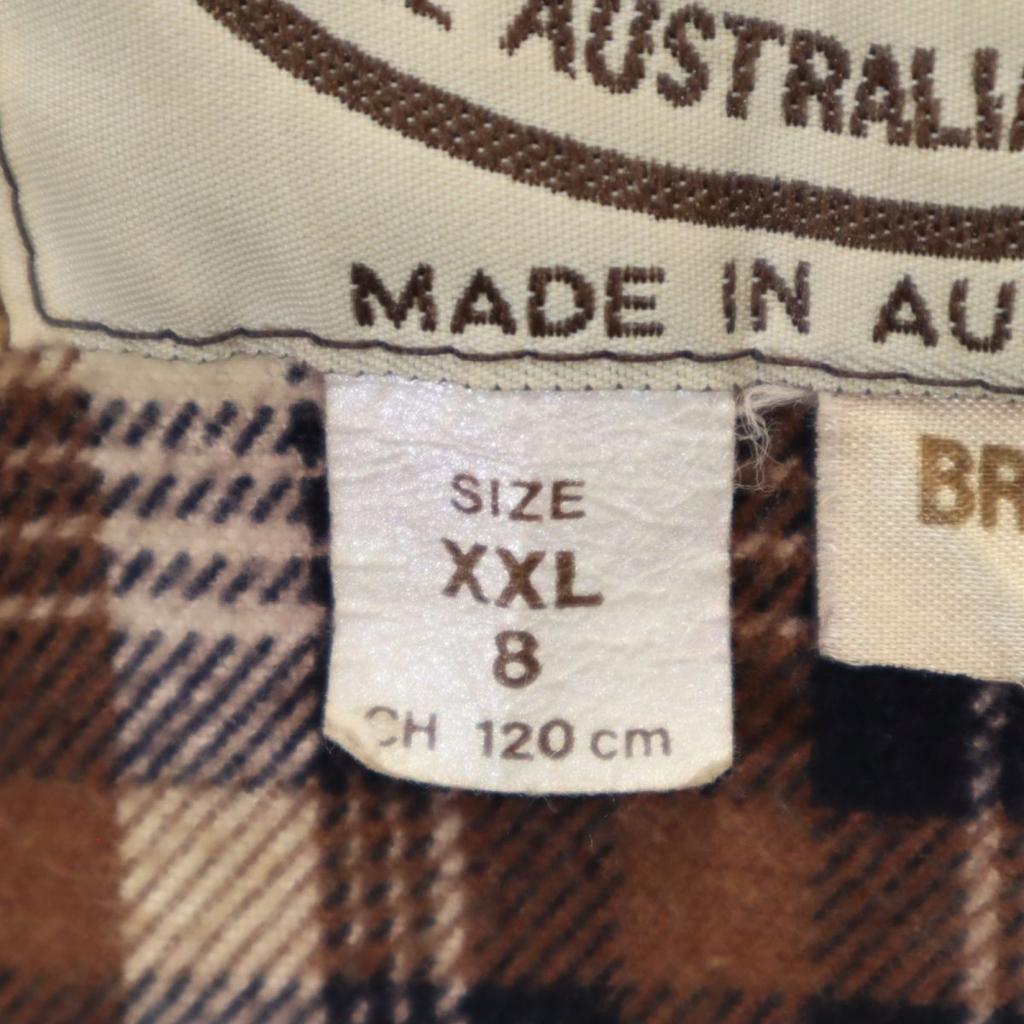 AUSTRALIA
MADE IN AU
SIZE
XXL
8
CH 120 cm
BR